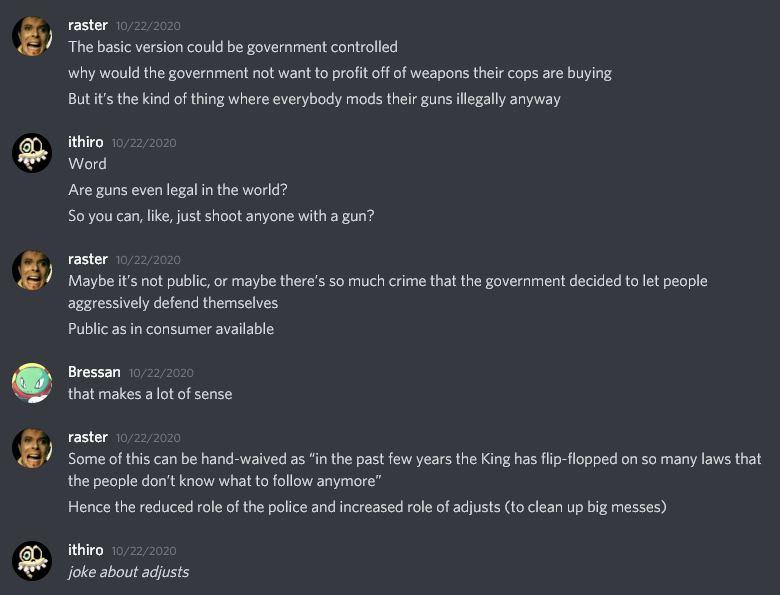 raster 10/22/2020
The basic version could be government controlled
why would the government not want to profit off of weapons their cops are buying
But it's the kind of thing where everybody mods their guns illegally anyway
ithiro 10/22/2020
Word
Are guns even legal in the world?
So you can, like, just shoot anyone with a gun?
raster 10/22/2020
Maybe it's not public, or maybe there's so much crime that the government decided to let people
aggressively defend themselves
Public as in consumer available
Bressan 10/22/2020
that makes a lot of sense
raster 10/22/2020
Some of this can be hand-waived as “in the past few years the King has flip-flopped on so many laws that
the people don't know what to follow anymore”
Hence the reduced role of the police and increased role of adjusts (to clean up big messes)
ithiro 10/22/2020
joke about adjusts